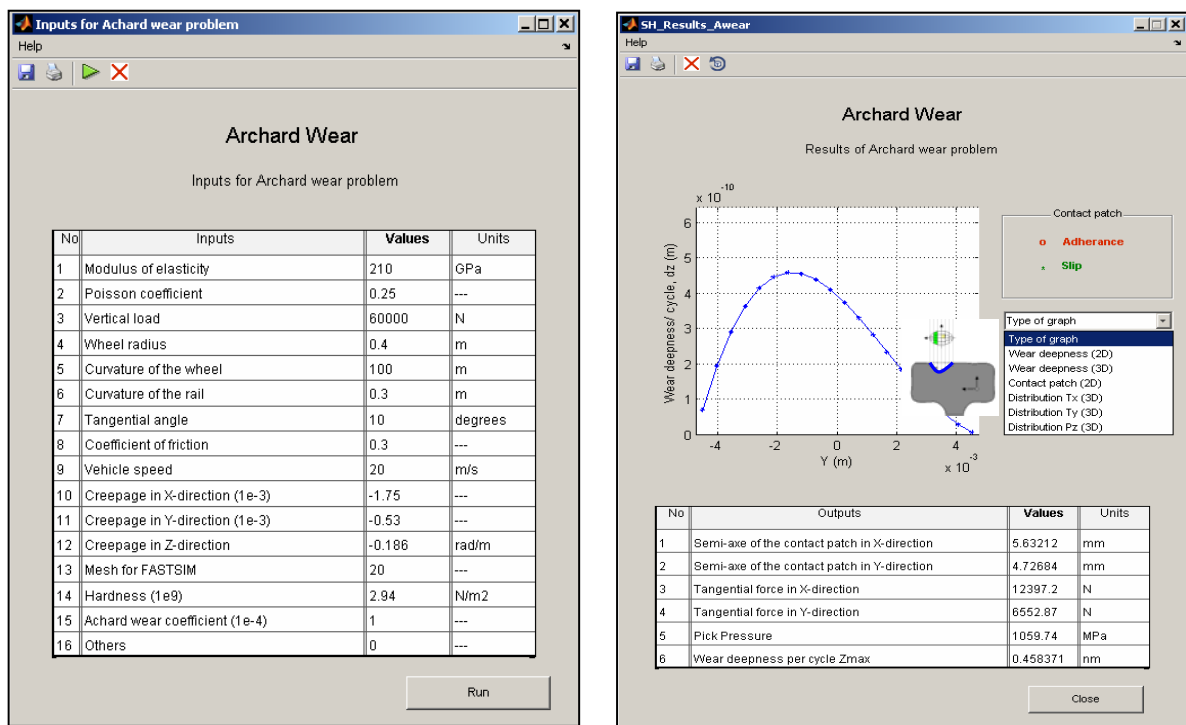 Inputs for Achard wear problem
Help
Archard Wear
Inputs for Archard wear problem
No Inputs Values Units
1 Modulus of elasticity 210 GPa
2 Poisson coefficient 0.25 ---
3 Vertical load 60000 N
4 Wheel radius 0.4 m
5 Curvature of the wheel 100 m
6 Curvature of the rail 0.3 m
7 Tangential angle 10 degrees
8 Coefficient of friction 0.3 ---
9 Vehicle speed 20 m/s
10 Creepage in X-direction (1e-3) -1.75 ---
11 Creepage in Y-direction (1e-3) -0.53 ---
12 Creepage in Z-direction -0.186 rad/m
13 Mesh for FASTSIM 20 ---
14 Hardness (1e9) 2.94 N/m2
15 Achard wear coefficient (1e-4) 1 ---
16 Others 0 ---
Run
SH_Results_Awear
Help
Archard Wear
Results of Archard wear problem
x 10 -10
6
5
4
3
2
1
0
Wear deepness/ cycle, dz (m)
-4 -2 0 2 4
Y (m)
x 10 -3
Contact patch
o Adherance
* Slip
Type of graph
Type of graph
Wear deepness (2D)
Wear deepness (3D)
Contact patch (2D)
Distribution Tx (3D)
Distribution Ty (3D)
Distribution Pz (3D)
No Outputs Values Units
1 Semi-axe of the contact patch in X-direction 5.63212 mm
2 Semi-axe of the contact patch in Y-direction 4.72684 mm
3 Tangential force in X-direction 12397.2 N
4 Tangential force in Y-direction 6552.87 N
5 Pick Pressure 1059.74 MPa
6 Wear deepness per cycle Zmax 0.458371 nm
Close